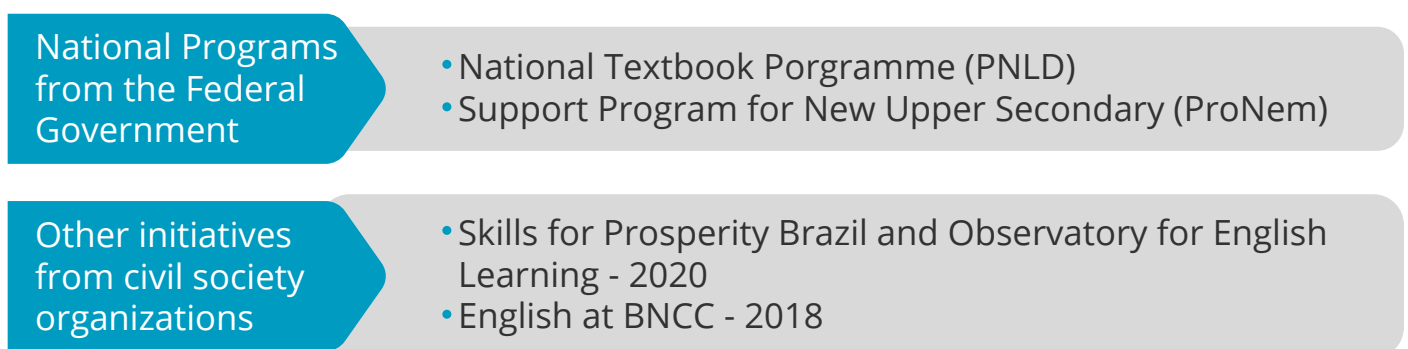 National Programs
from the Federal
Government
•National Textbook Porgramme (PNLD)
•Support Program for New Upper Secondary (ProNem)
Other initiatives
from civil society
organizations
•Skills for Prosperity Brazil and Observatory for English
Learning - 2020
•English at BNCC - 2018